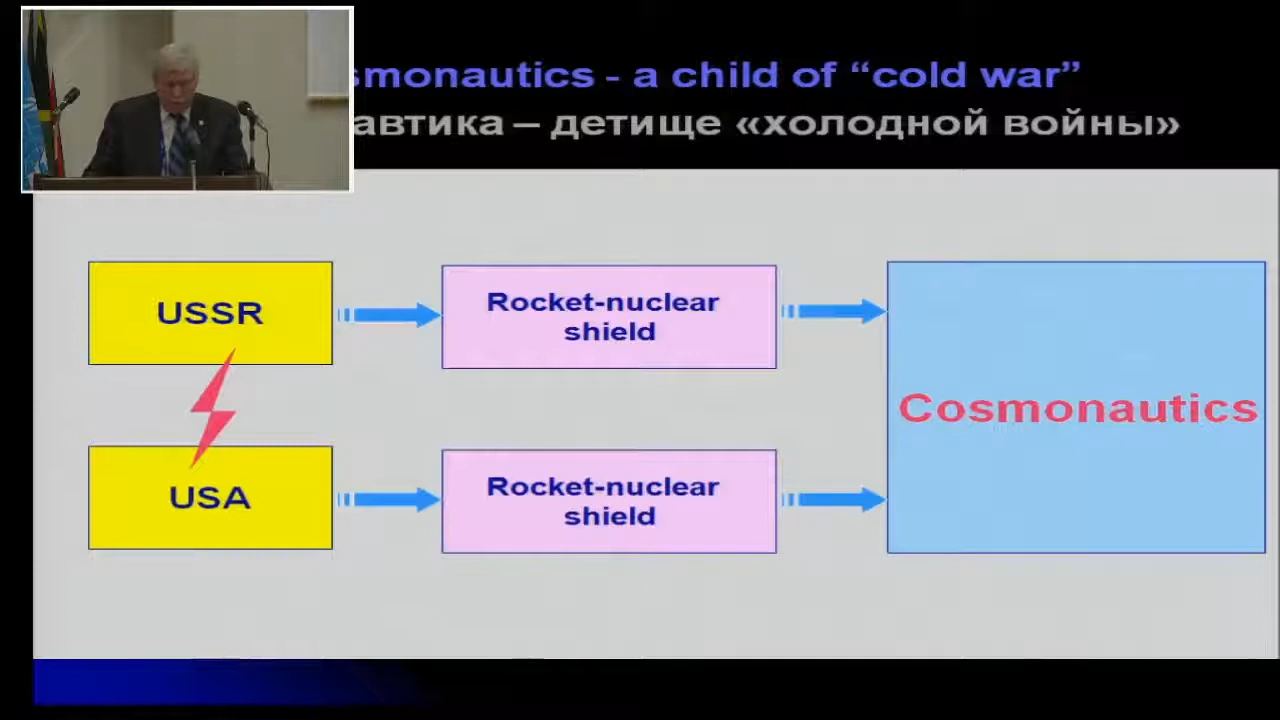 smonautics - a child of “cold war”
автика – детище «холодной войны»
USSR
Rocket-nuclear
shield
Cosmonautics
USA
Rocket-nuclear
shield